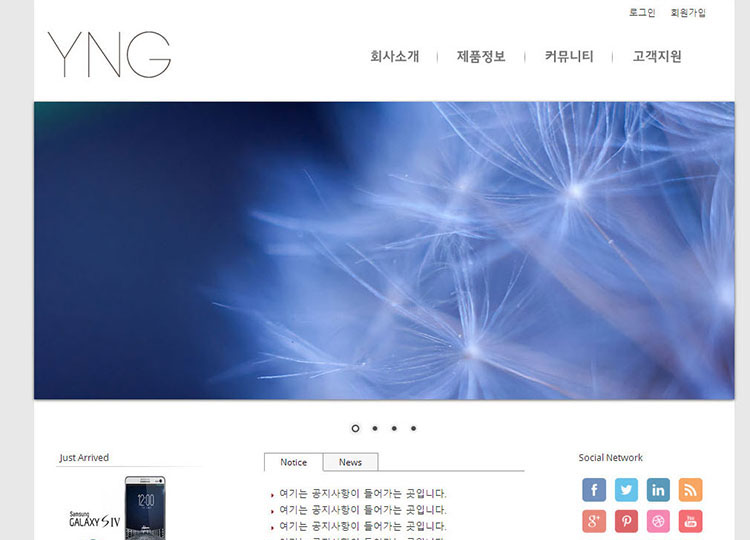 로그인 회원가입
YNG
회사소개 제품정보 커뮤니티 고객지원
Just Arrived
Notice News
Social Network
여기는 공지사항이 들어가는 곳입니다.
여기는 공지사항이 들어가는 곳입니다.
여기는 공지사항이 들어가는 곳입니다.
Samsung
GALAXY S IV
12:00
You
Tube